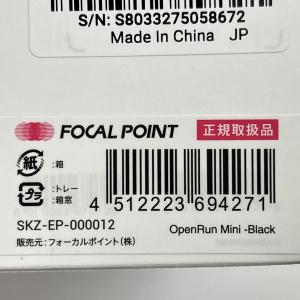 S/N: S8033275058672
Made In China JP
FOCAL POINT 正規取扱品
紙 :箱
プラ :トレー
:箱窓
4 512223 694271
SKZ-EP-000012 OpenRun Mini -Black
販売元:フォーカルポイント(株)